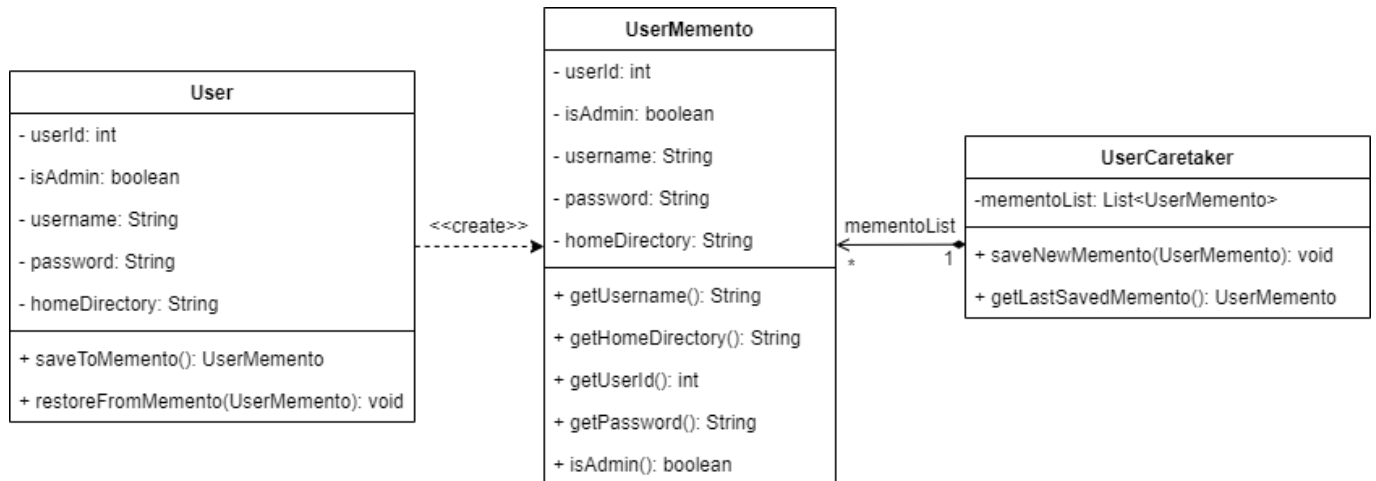 User
- userId: int
- isAdmin: boolean
- username: String
- password: String
- homeDirectory: String
+ saveToMemento(): UserMemento
+ restoreFromMemento(UserMemento): void
<<create>>
UserMemento
- userId: int
- isAdmin: boolean
- username: String
- password: String
- homeDirectory: String
+ getUsername(): String
+ getHomeDirectory(): String
+ getUserId(): int
+ getPassword(): String
+ isAdmin(): boolean
mementoList
* 1
UserCaretaker
-mementoList: List<UserMemento>
+ saveNewMemento(UserMemento): void
+ getLastSavedMemento(): UserMemento